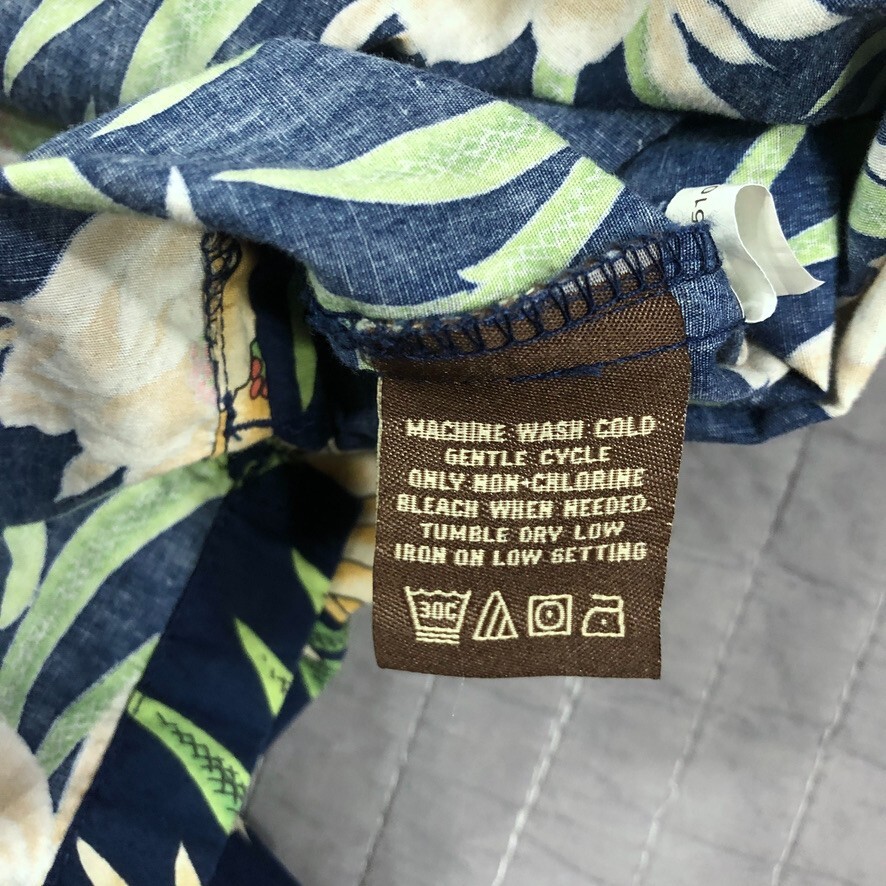 MACHINE WASH COLD
GENTLE CYCLE
ONLY NON-CHLORINE
BLEACH WHEN NEEDED.
TUMBLE DRY LOW
IRON ON LOW SETTING
30C